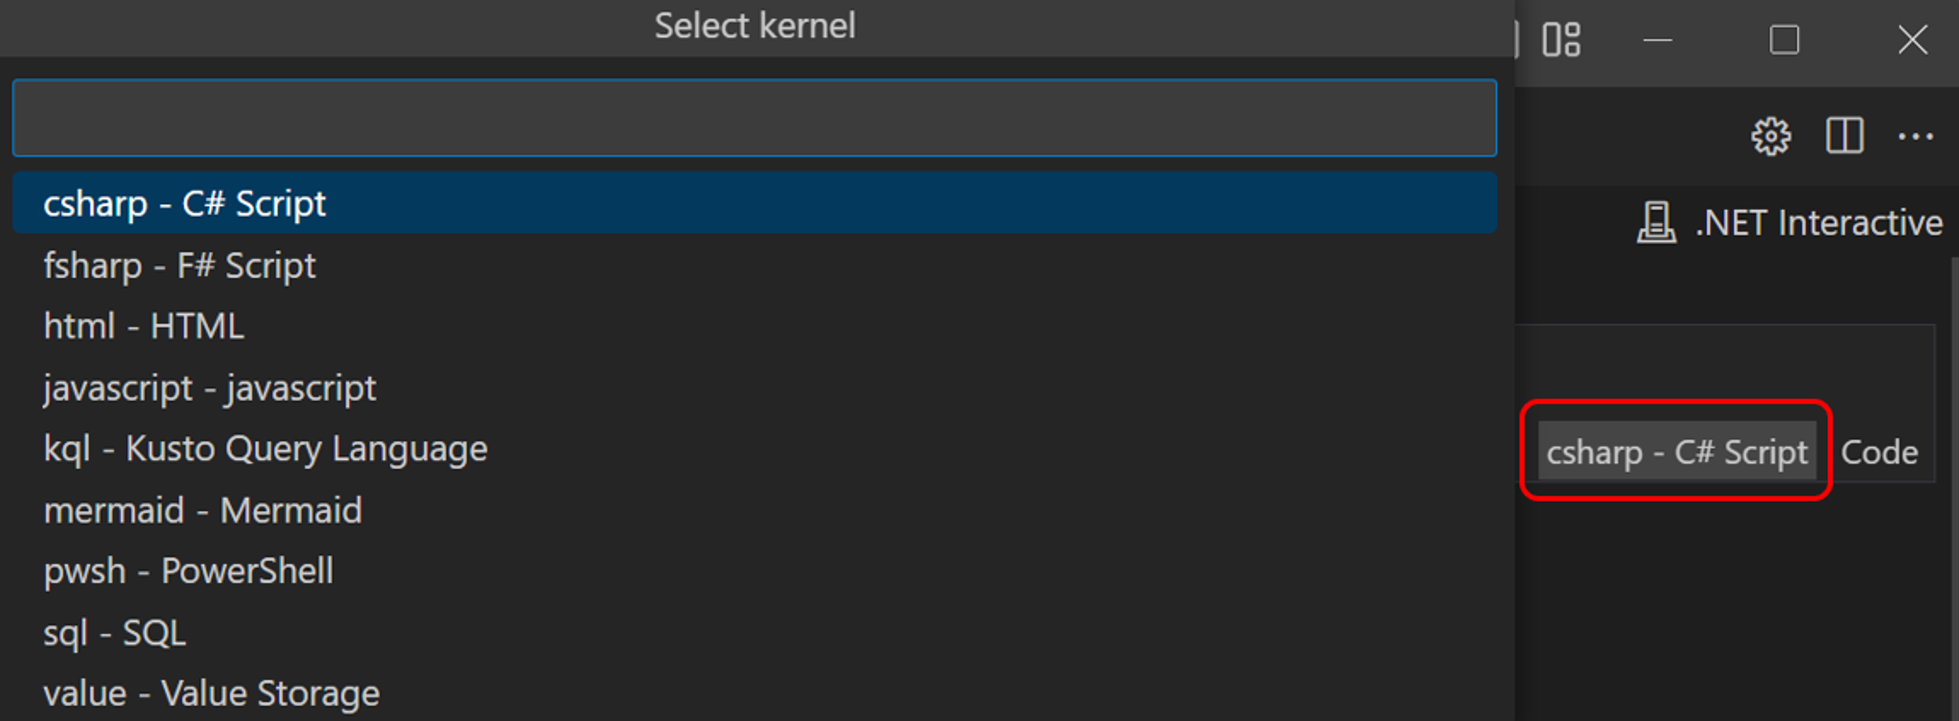 Select kernel
csharp - C# Script
fsharp - F# Script
html - HTML
javascript - javascript
kql - Kusto Query Language
mermaid - Mermaid
pwsh - PowerShell
sql - SQL
value - Value Storage
.NET Interactive
csharp - C# Script Code